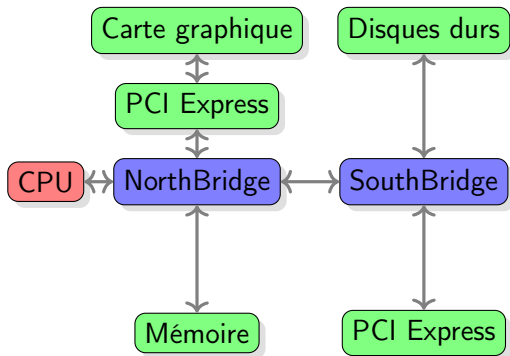 Carte graphique
Disques durs
PCI Express
CPU
NorthBridge
SouthBridge
Mémoire
PCI Express